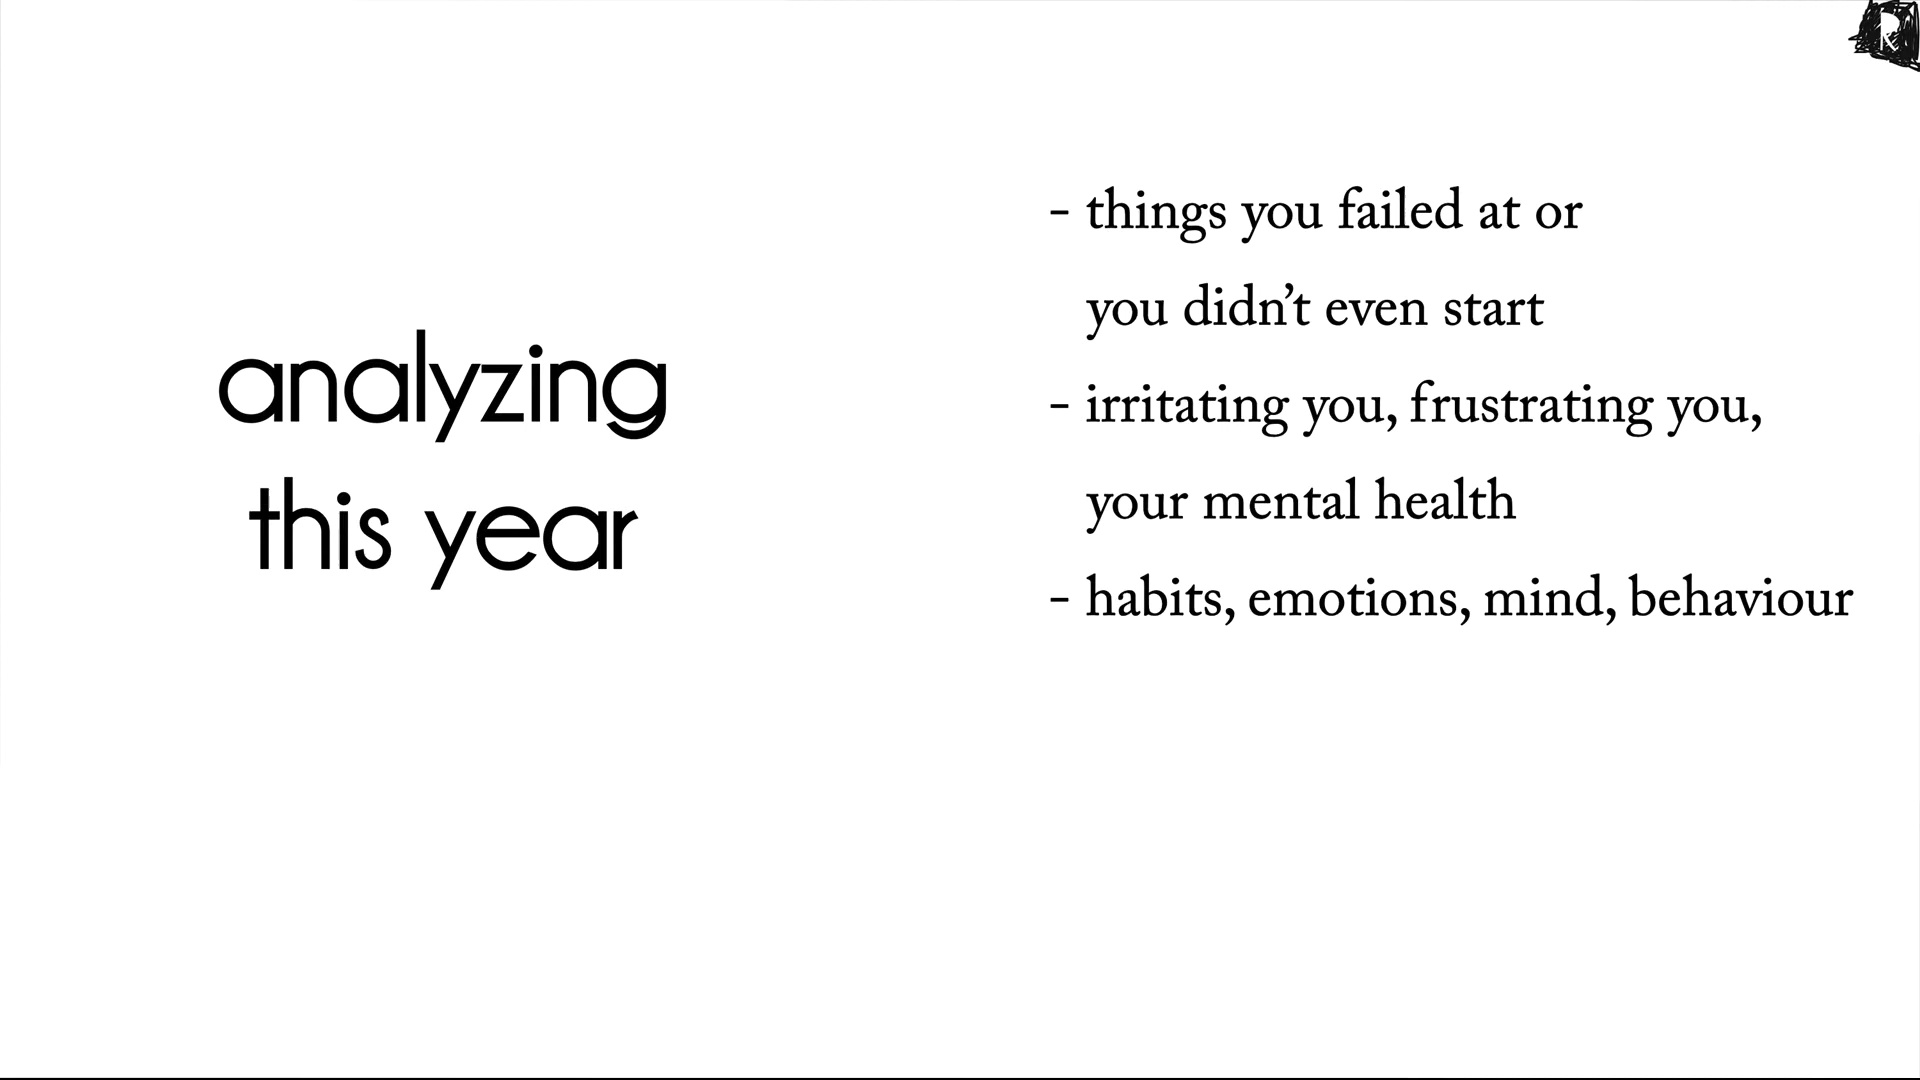 analyzing
this year
- things you failed at or
you didn’t even start
- irritating you, frustrating you,
your mental health
- habits, emotions, mind, behaviour
R